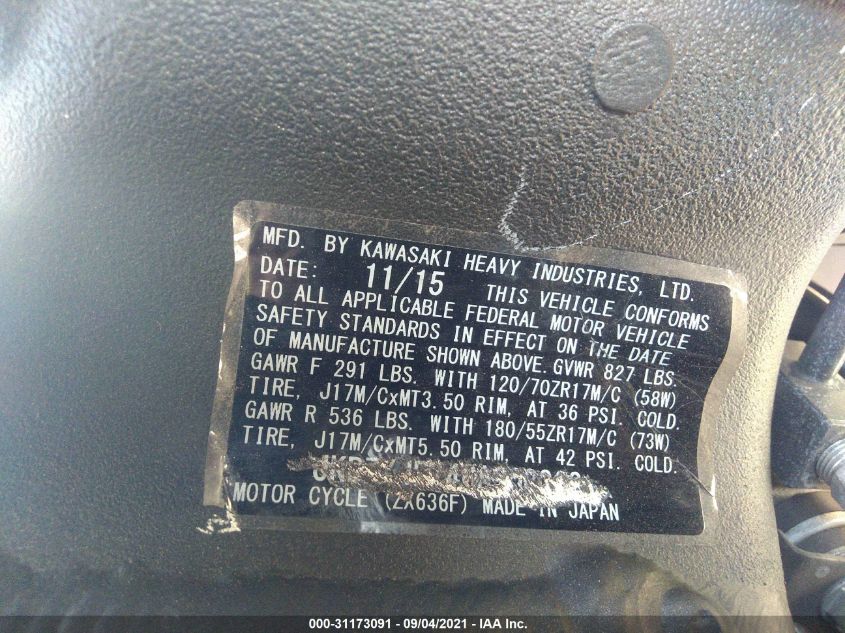 MFD. BY KAWASAKI HEAVY INDUSTRIES, LTD.
DATE: 11/15 THIS VEHICLE CONFORMS
TO ALL APPLICABLE FEDERAL MOTOR VEHICLE
SAFETY STANDARDS IN EFFECT ON THE DATE
OF MANUFACTURE SHOWN ABOVE. GVWR 827 LBS.
GAWR F 291 LBS. WITH 120/70ZR17M/C (58W)
TIRE, J17M/CxMT3.50 RIM, AT 36 PSI. COLD.
GAWR R 536 LBS. WITH 180/55ZR17M/C (73W)
TIRE, J17M/CxMT5.50 RIM, AT 42 PSI. COLD.
MOTOR CYCLE (ZX636F) MADE IN JAPAN
000-31173091 - 09/04/2021 - IAA Inc.